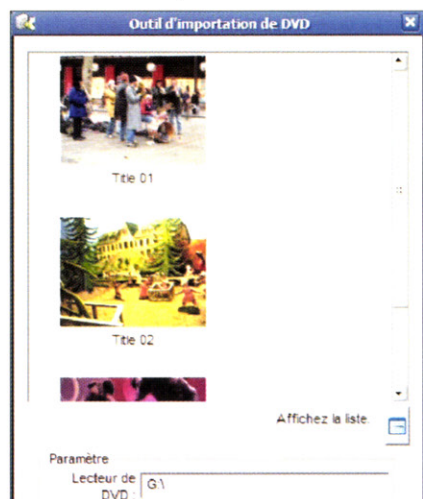 Outil d'importation de DVD
Title 01
Title 02
Affichez la liste.
Paramètre
Lecteur de
DVD :
G:\